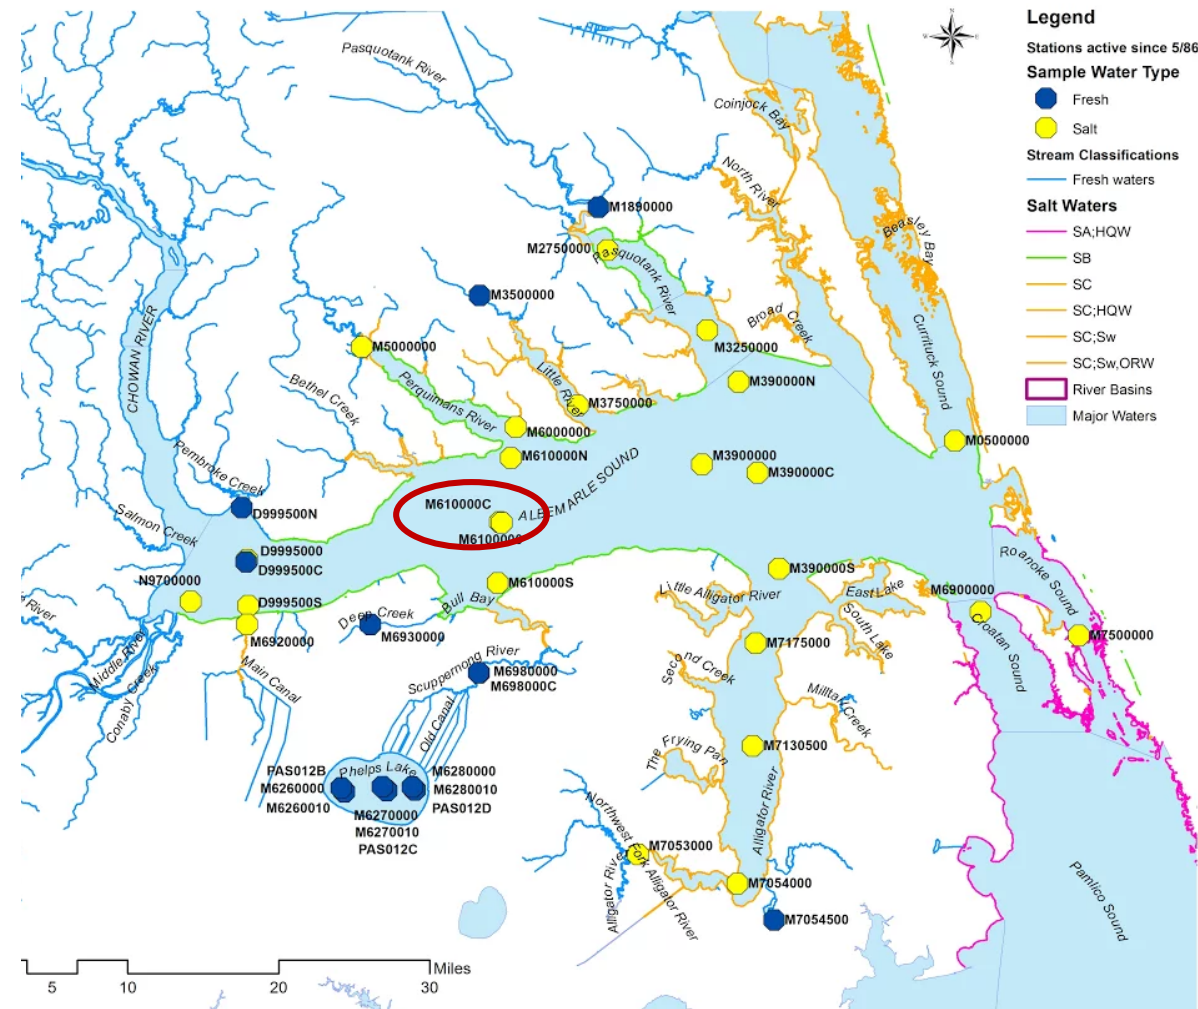 Legend
Stations active since 5/86
Sample Water Type
Fresh
Salt
Stream Classifications
Fresh waters
Salt Waters
SA;HQW
SB
SC
SC;HQW
SC;Sw
SC;Sw,ORW
River Basins
Major Waters
N
W
E
S
Pasquotank River
Coinjock Bay
North River
M1890000
Beasley Bay
M2750000
Pasquotank River
M3500000
CHOWAN RIVER
Broad Creek
Currituck Sound
M5000000
M3250000
Bethel Creek
Perquimans River
Little River
M390000N
M3750000
M6000000
M0500000
Pembroke Creek
M610000N
M3900000
M390000C
ALBEMARLE SOUND
M610000C
D999500N
Salmon Creek
M6100000
Roanoke Sound
D9995000
D999500C
M390000S
N9700000
M610000S
Little Alligator River
East Lake
M6900000
River
D999500S
Bull Bay
Deep Creek
South Lake
Croatan Sound
M6920000
M6930000
M7175000
M7500000
Middle River
Main Canal
Scuppernong River
Second Creek
M6980000
M698000C
Conaby Creek
Old Canal
Milltail Creek
The Frying Pan
M7130500
PAS012B
Phelps Lake
M6280000
M6260000
M6280010
M6260010
PAS012D
M6270000
M6270010
PAS012C
Alligator River
Northwest Fork Alligator River
M7053000
Alligator River
M7054000
M7054500
Pamlico Sound
Miles
5
10
20
30